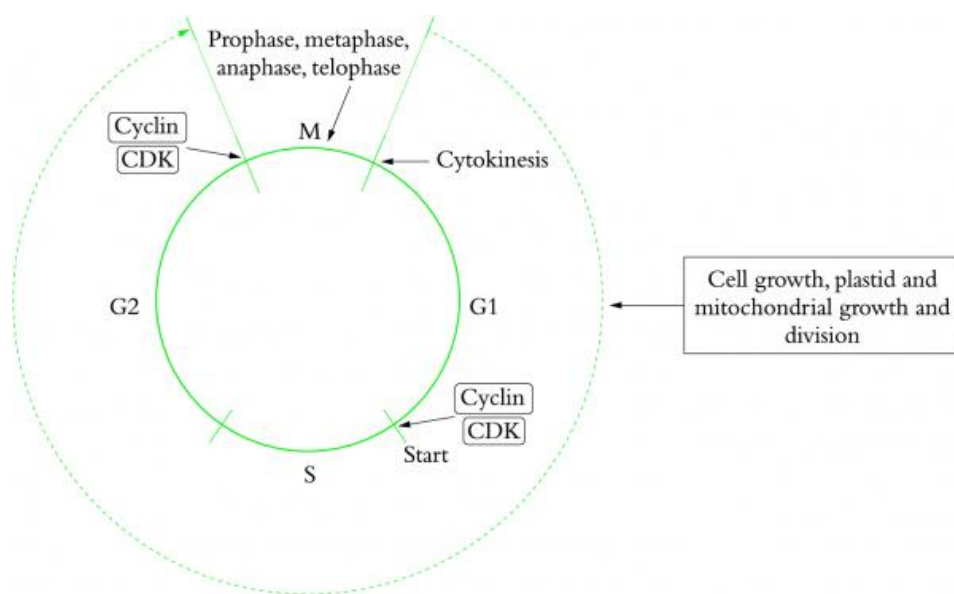 Prophase, metaphase,
anaphase, telophase
Cyclin
CDK
M
Cytokinesis
G2
G1
Cell growth, plastid and
mitochondrial growth and
division
Cyclin
CDK
Start
S